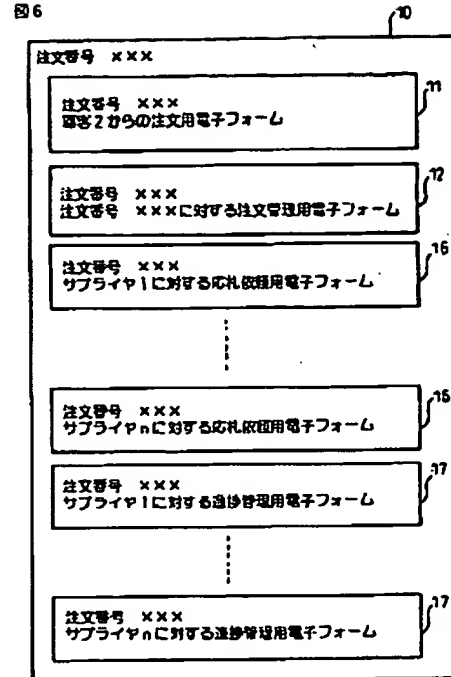 図6
10
注文番号 ×××
11
注文番号 ×××
顧客2からの注文用電子フォーム
12
注文番号 ×××
注文番号 ×××に対する注文管理用電子フォーム
16
注文番号 ×××
サプライヤ1に対する応札依頼用電子フォーム
16
注文番号 ×××
サプライヤnに対する応札依頼用電子フォーム
17
注文番号 ×××
サプライヤ1に対する進捗管理用電子フォーム
17
注文番号 ×××
サプライヤnに対する進捗管理用電子フォーム